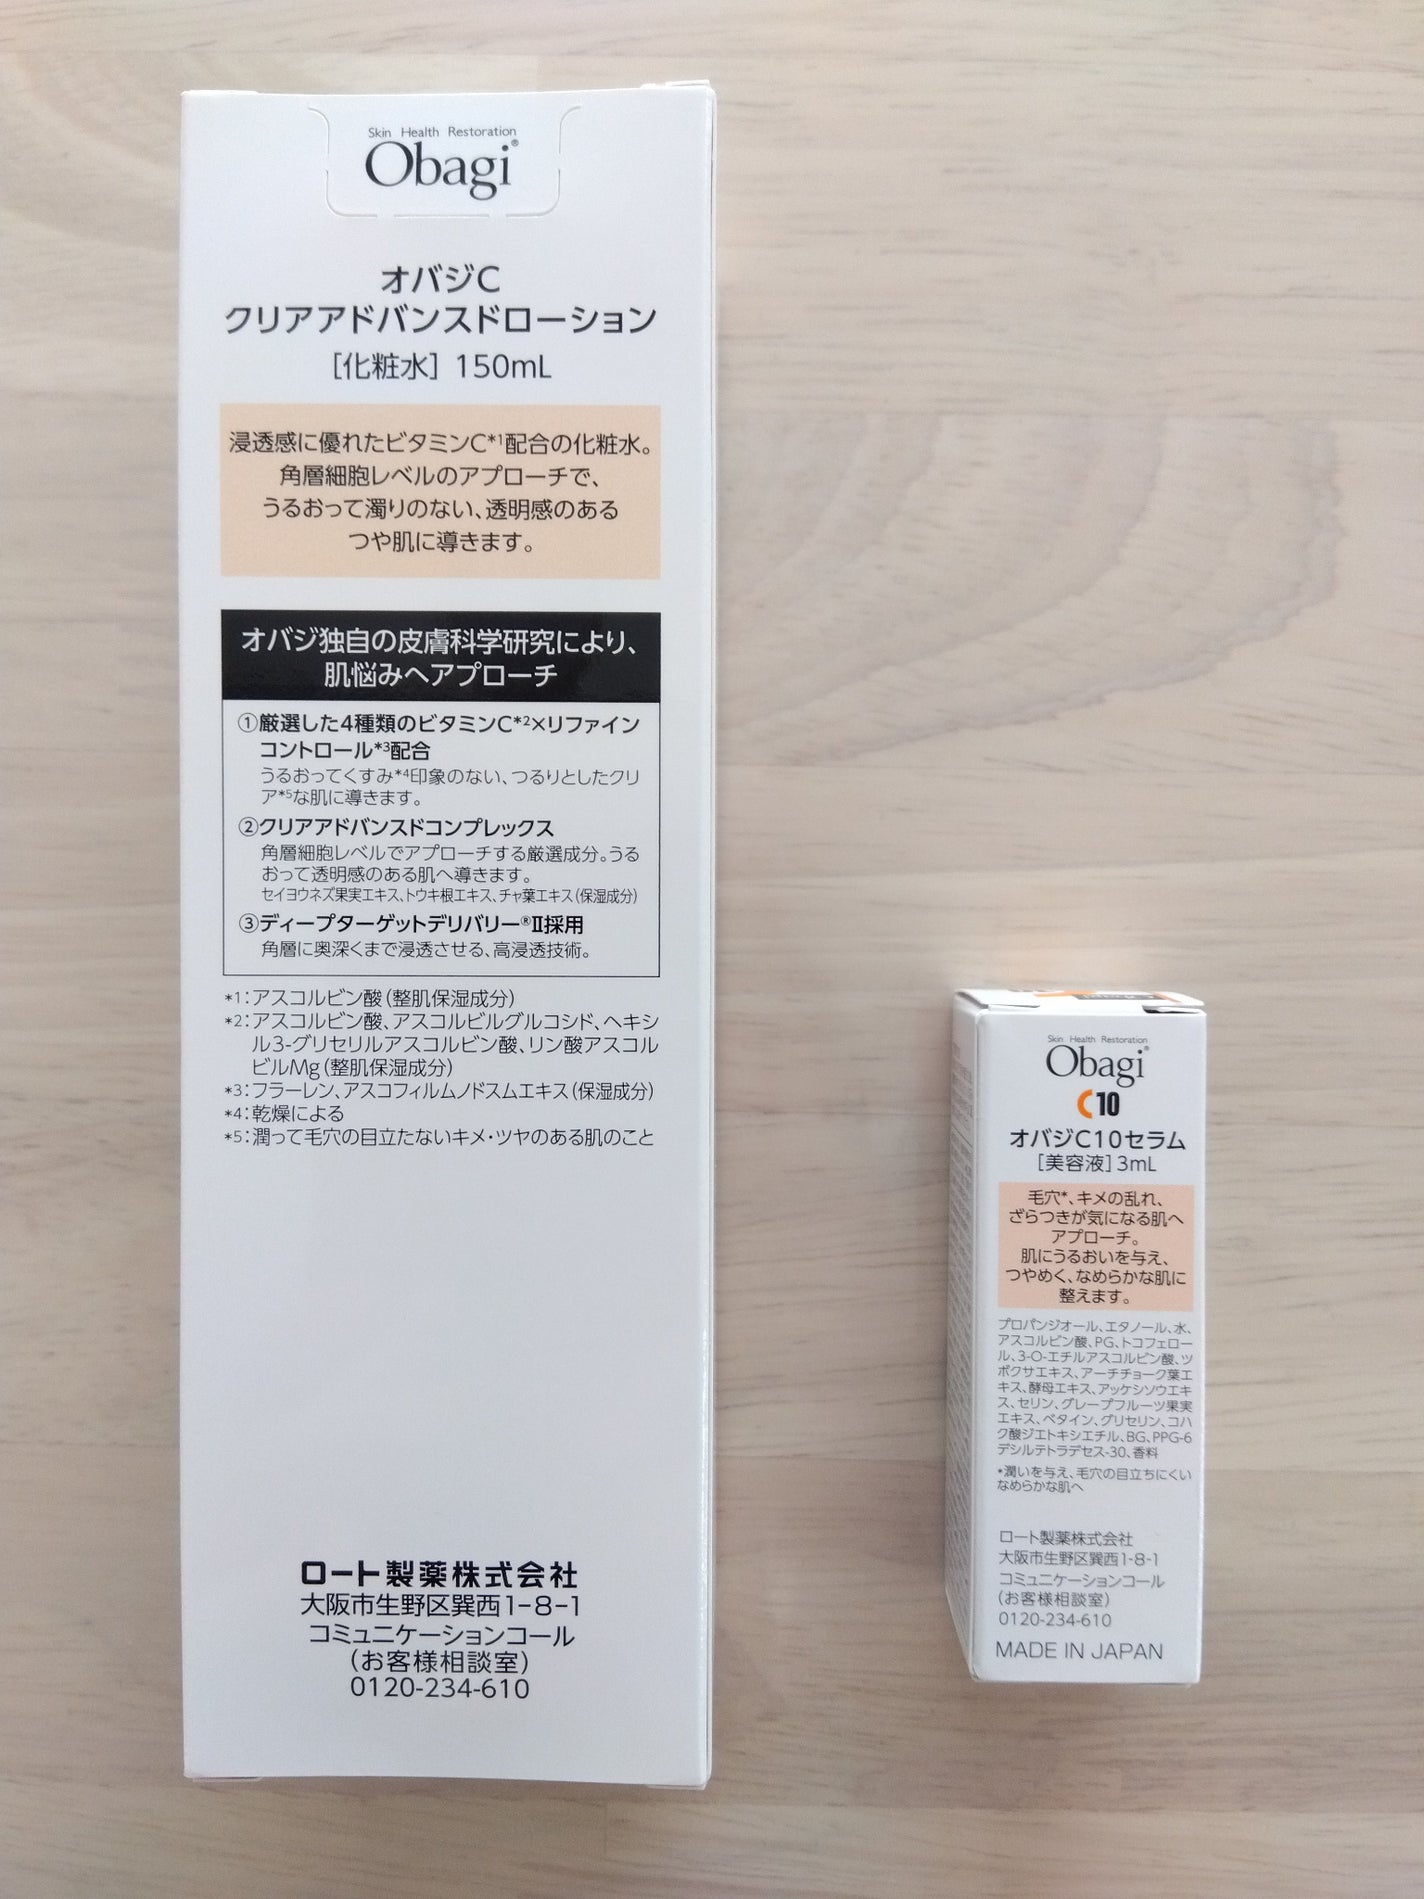 Skin Health Restoration
Obagi®
オバジC
クリアアドバンスドローション
[化粧水] 150mL
浸透感に優れたビタミンC*1配合の化粧水。
角層細胞レベルのアプローチで、
うるおって濁りのない、透明感のある
つや肌に導きます。
オバジ独自の皮膚科学研究により、
肌悩みへアプローチ
①厳選した4種類のビタミンC*2×リファイン
コントロール*3配合
うるおってくすみ*4印象のない、つるりとしたクリ
ア*5な肌に導きます。
②クリアアドバンスドコンプレックス
角層細胞レベルでアプローチする厳選成分。うる
おって透明感のある肌へ導きます。
セイヨウネズ果実エキス、トウキ根エキス、チャ葉エキス(保湿成分)
③ディープターゲットデリバリー®Ⅱ採用
角層に奥深くまで浸透させる、高浸透技術。
*1:アスコルビン酸(整肌保湿成分)
*2:アスコルビン酸、アスコルビルグルコシド、ヘキシ
ル3-グリセリルアスコルビン酸、リン酸アスコル
ビルMg(整肌保湿成分)
*3:フラーレン、アスコフィルムノドスムエキス(保湿成分)
*4:乾燥による
*5:潤って毛穴の目立たないキメ・ツヤのある肌のこと
ロート製薬株式会社
大阪市生野区巽西1-8-1
コミュニケーションコール
(お客様相談室)
0120-234-610
Skin Health Restoration
Obagi®
C10
オバジC10セラム
[美容液]3mL
毛穴*、キメの乱れ、
ざらつきが気になる肌へ
アプローチ。
肌にうるおいを与え、
つやめく、なめらかな肌に
整えます。
プロパンジオール、エタノール、水、
アスコルビン酸、PG、トコフェロー
ル、3-O-エチルアスコルビン酸、ツ
ボクサエキス、アーチチョーク葉エ
キス、酵母エキス、アッケシソウエキ
ス、セリン、グレープフルーツ果実
エキス、ベタイン、グリセリン、コハ
ク酸ジエトキシエチル、BG、PPG-6
デシルテトラデセス-30、香料
*潤いを与え、毛穴の目立ちにくい
なめらかな肌へ
ロート製薬株式会社
大阪市生野区巽西1-8-1
コミュニケーションコール
(お客様相談室)
0120-234-610
MADE IN JAPAN